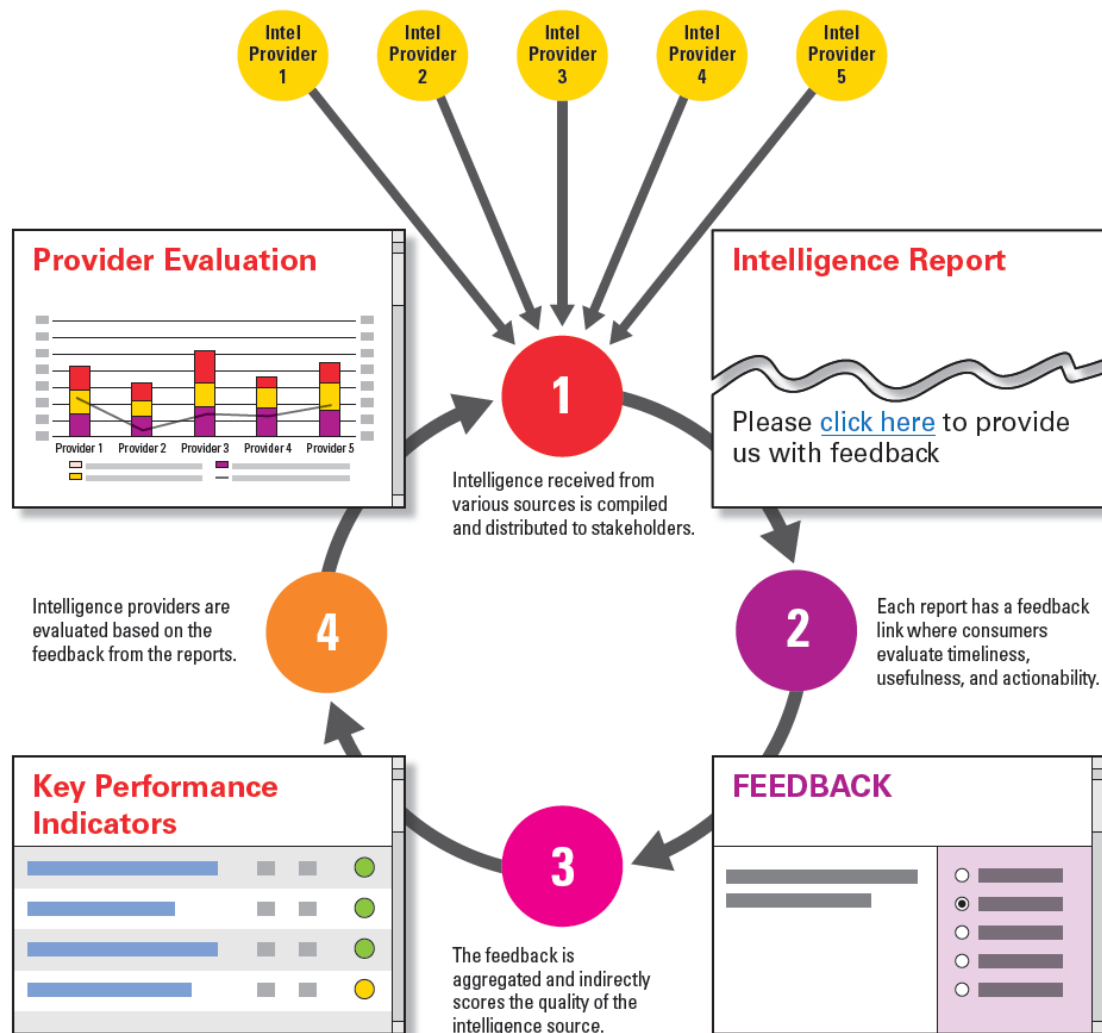 Intel
Provider
1
Intel
Provider
2
Intel
Provider
3
Intel
Provider
4
Intel
Provider
5
Provider Evaluation
Provider 1
Provider 2
Provider 3
Provider 4
Provider 5
Intelligence Report
Please click here to provide
us with feedback
1
Intelligence received from
various sources is compiled
and distributed to stakeholders.
2
Each report has a feedback
link where consumers
evaluate timeliness,
usefulness, and actionability.
4
Intelligence providers are
evaluated based on the
feedback from the reports.
Key Performance
Indicators
3
The feedback is
aggregated and indirectly
scores the quality of the
intelligence source.
FEEDBACK